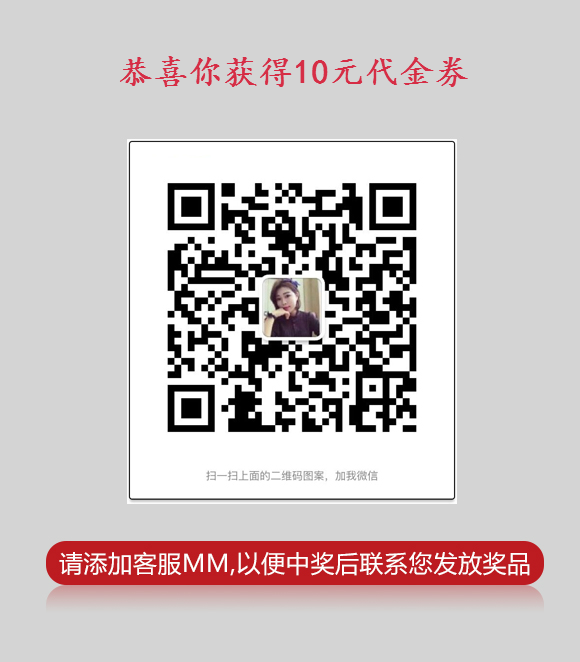 恭喜你获得10元代金券
扫一扫上面的二维码图案，加我微信
请添加客服MM,以便中奖后联系您发放奖品